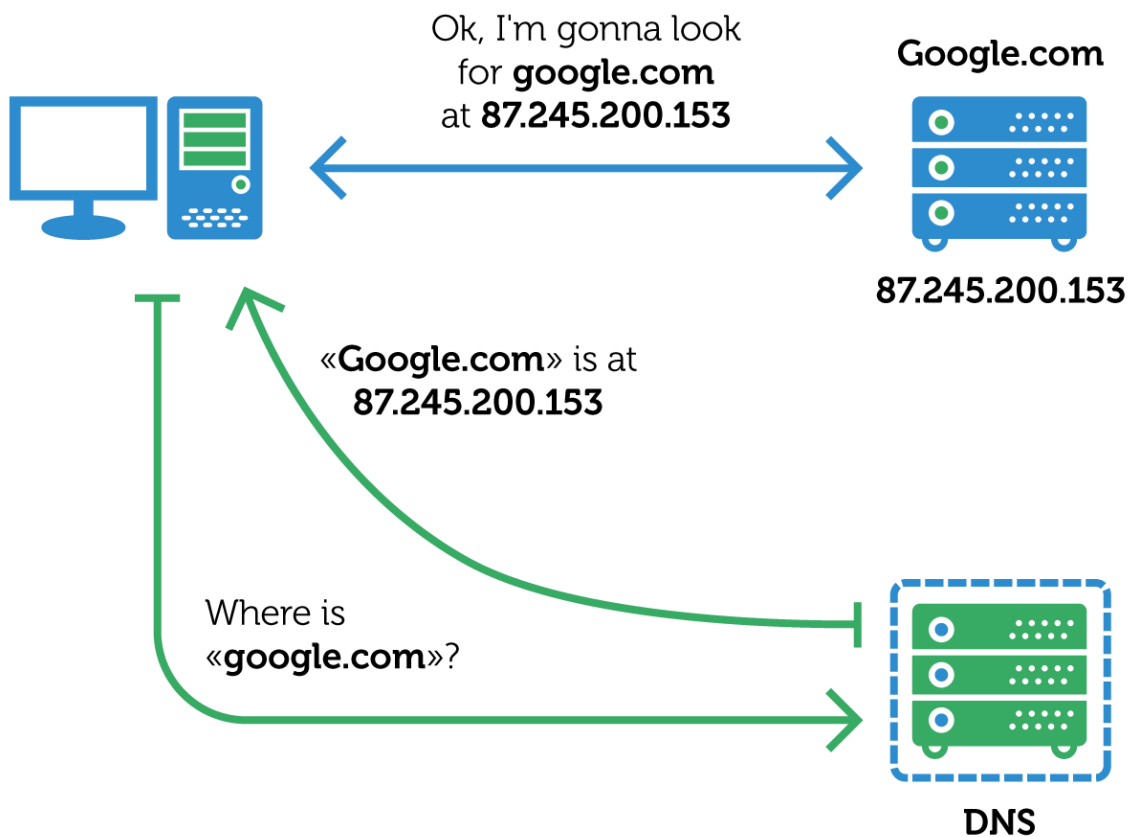 Ok, I'm gonna look
for google.com
at 87.245.200.153
Google.com
87.245.200.153
«Google.com» is at
87.245.200.153
Where is
«google.com»?
DNS